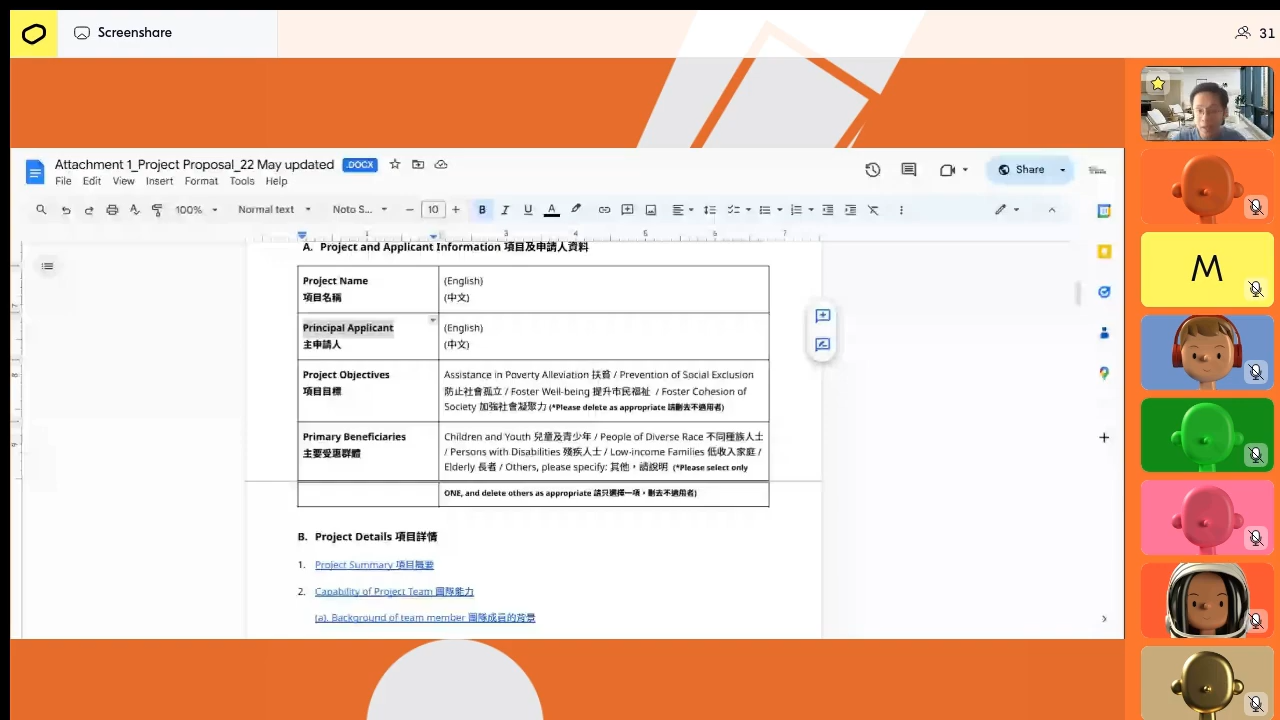 Screenshare
31
Attachment 1_Project Proposal_22 May updated .DOCX
Share
File Edit View Insert Format Tools Help
100% Normal text Noto S... 10 B I U A
1 3 4 5 6 7
A. Project and Applicant Information 項目及申請人資料
Project Name (English)
項目名稱 (中文)
Principal Applicant (English)
主申請人 (中文)
Project Objectives Assistance in Poverty Alleviation 扶貧 / Prevention of Social Exclusion
項目目標 防止社會孤立 / Foster Well-being 提升市民福祉 / Foster Cohesion of
Society 加強社會凝聚力 (*Please delete as appropriate 請刪去不適用者)
Primary Beneficiaries Children and Youth 兒童及青少年 / People of Diverse Race 不同種族人士
主要受惠群體 / Persons with Disabilities 殘疾人士 / Low-income Families 低收入家庭 /
Elderly 長者 / Others, please specify: 其他，請說明 (*Please select only
ONE, and delete others as appropriate 請只選擇一項，刪去不適用者)
B. Project Details 項目詳情
1. Project Summary 項目概要
2. Capability of Project Team 團隊能力
(a). Background of team member 團隊成員的背景
M